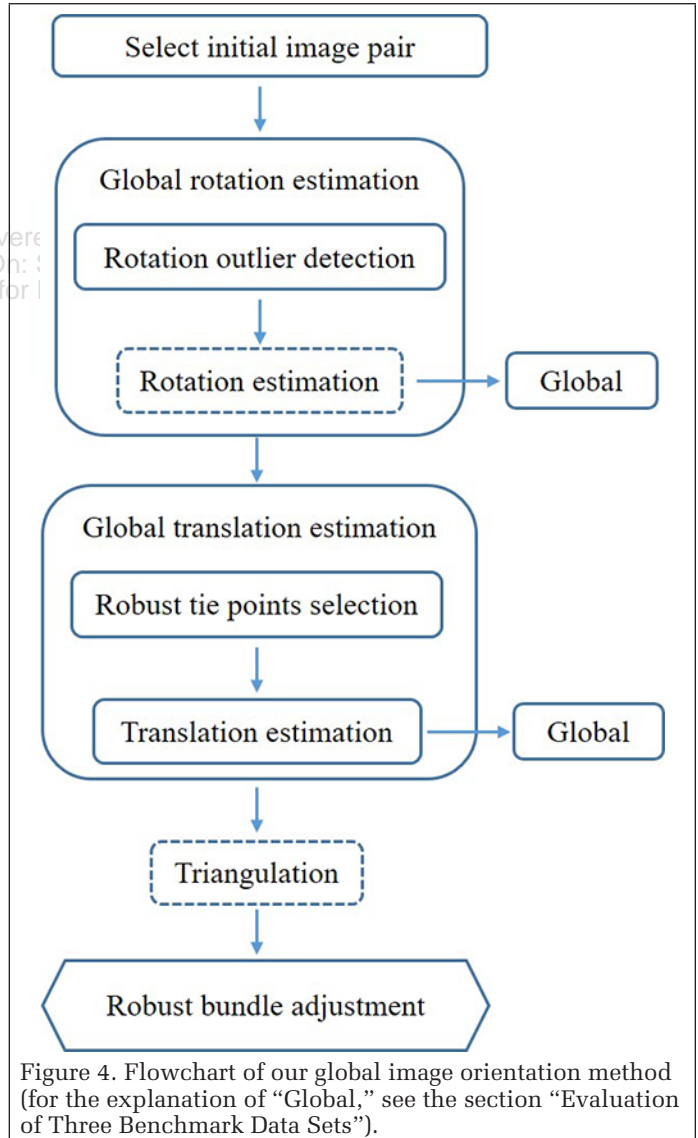 Select initial image pair
Global rotation estimation
Rotation outlier detection
Rotation estimation
Global
Global translation estimation
Robust tie points selection
Translation estimation
Global
Triangulation
Robust bundle adjustment
Figure 4. Flowchart of our global image orientation method
(for the explanation of “Global,” see the section “Evaluation
of Three Benchmark Data Sets”).